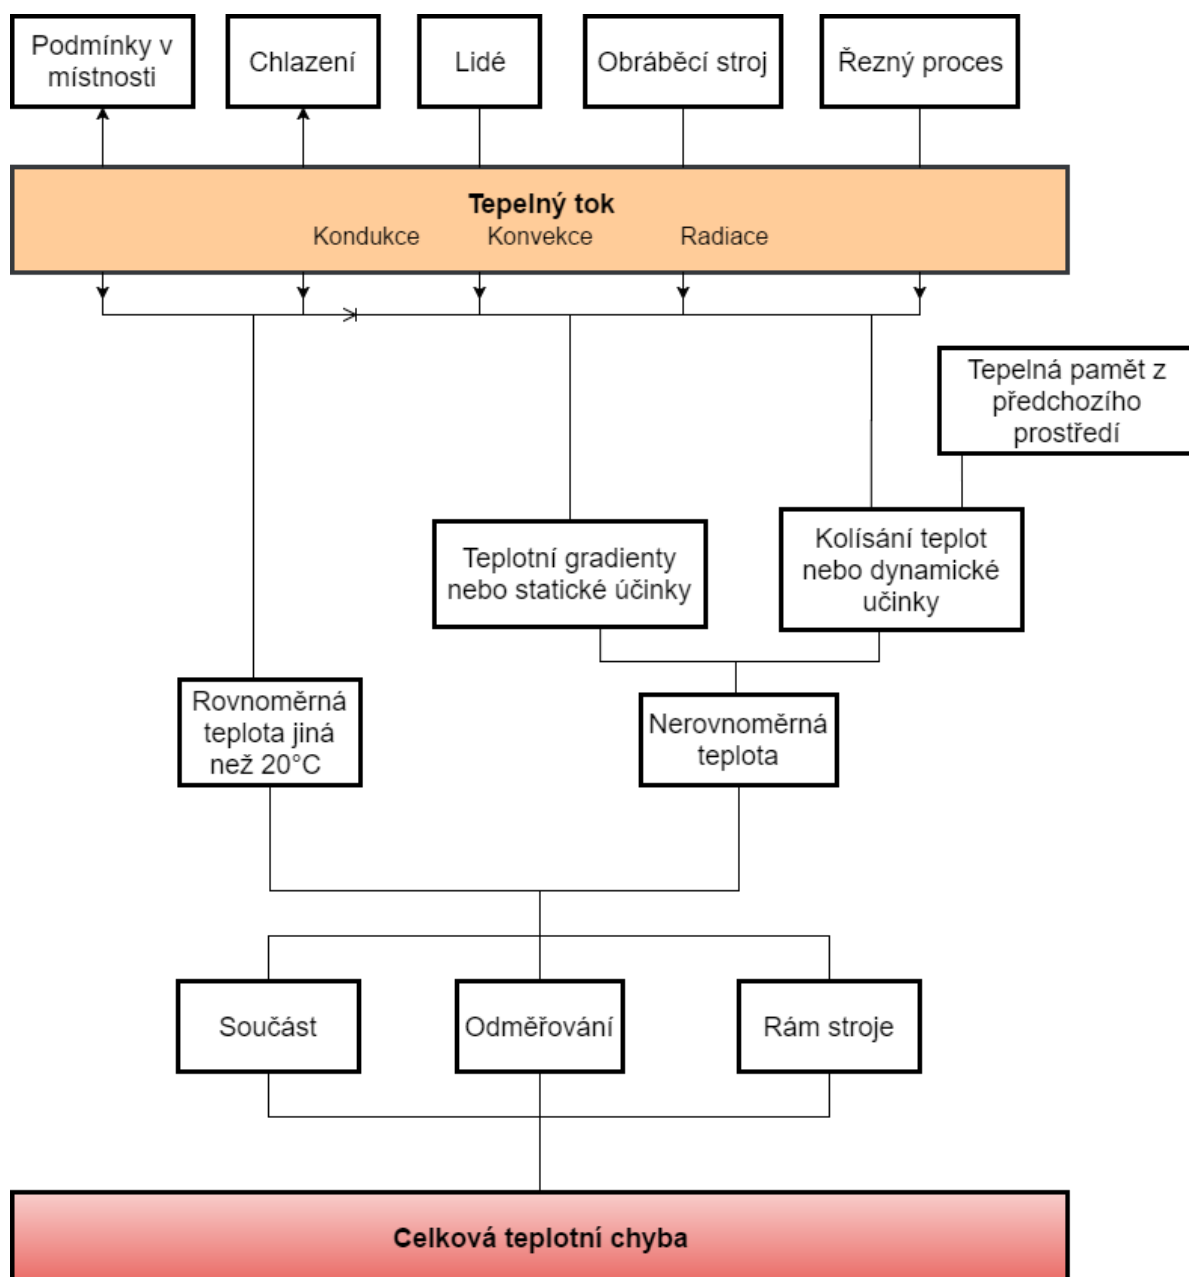 Podmínky v
místnosti
Chlazení
Lidé
Obráběcí stroj
Řezný proces
Tepelný tok
Kondukce
Konvekce
Radiace
Tepelná pamět z
předchozího
prostředí
Teplotní gradienty
nebo statické účinky
Kolísání teplot
nebo dynamické
učinky
Rovnoměrná
teplota jiná
než 20°C
Nerovnoměrná
teplota
Součást
Odměřování
Rám stroje
Celková teplotní chyba